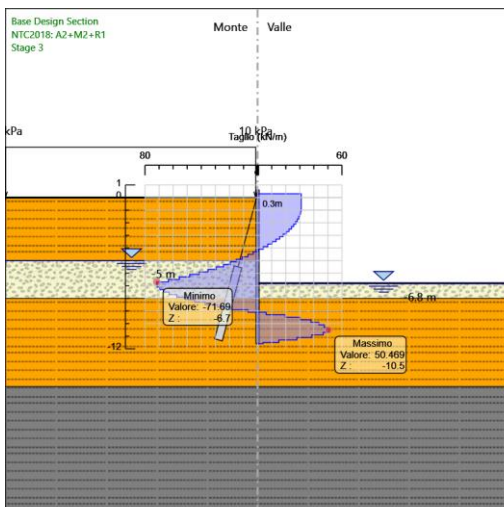 Base Design Section
NTC2018: A2+M2+R1
Stage 3
Monte
Valle
kPa
10 kPa
Taglio (kN/m)
80
60
1
0
0.3m
-5 m
-6.8 m
Minimo
Valore: -71.69
Z : -6.7
-12
Massimo
Valore: 50.469
Z : -10.5